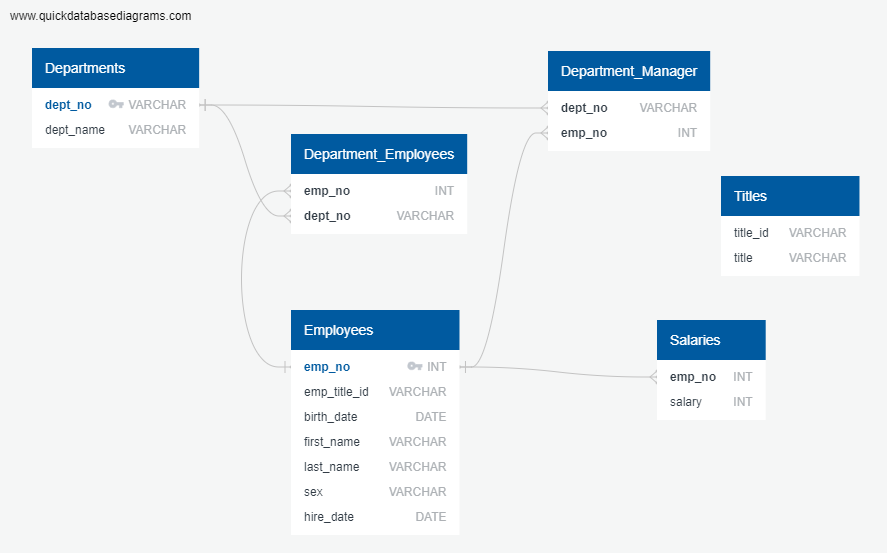 www.quickdatabasediagrams.com
Departments
dept_no VARCHAR
dept_name VARCHAR
Department_Manager
dept_no VARCHAR
emp_no INT
Department_Employees
emp_no INT
dept_no VARCHAR
Titles
title_id VARCHAR
title VARCHAR
Employees
emp_no INT
emp_title_id VARCHAR
birth_date DATE
first_name VARCHAR
last_name VARCHAR
sex VARCHAR
hire_date DATE
Salaries
emp_no INT
salary INT